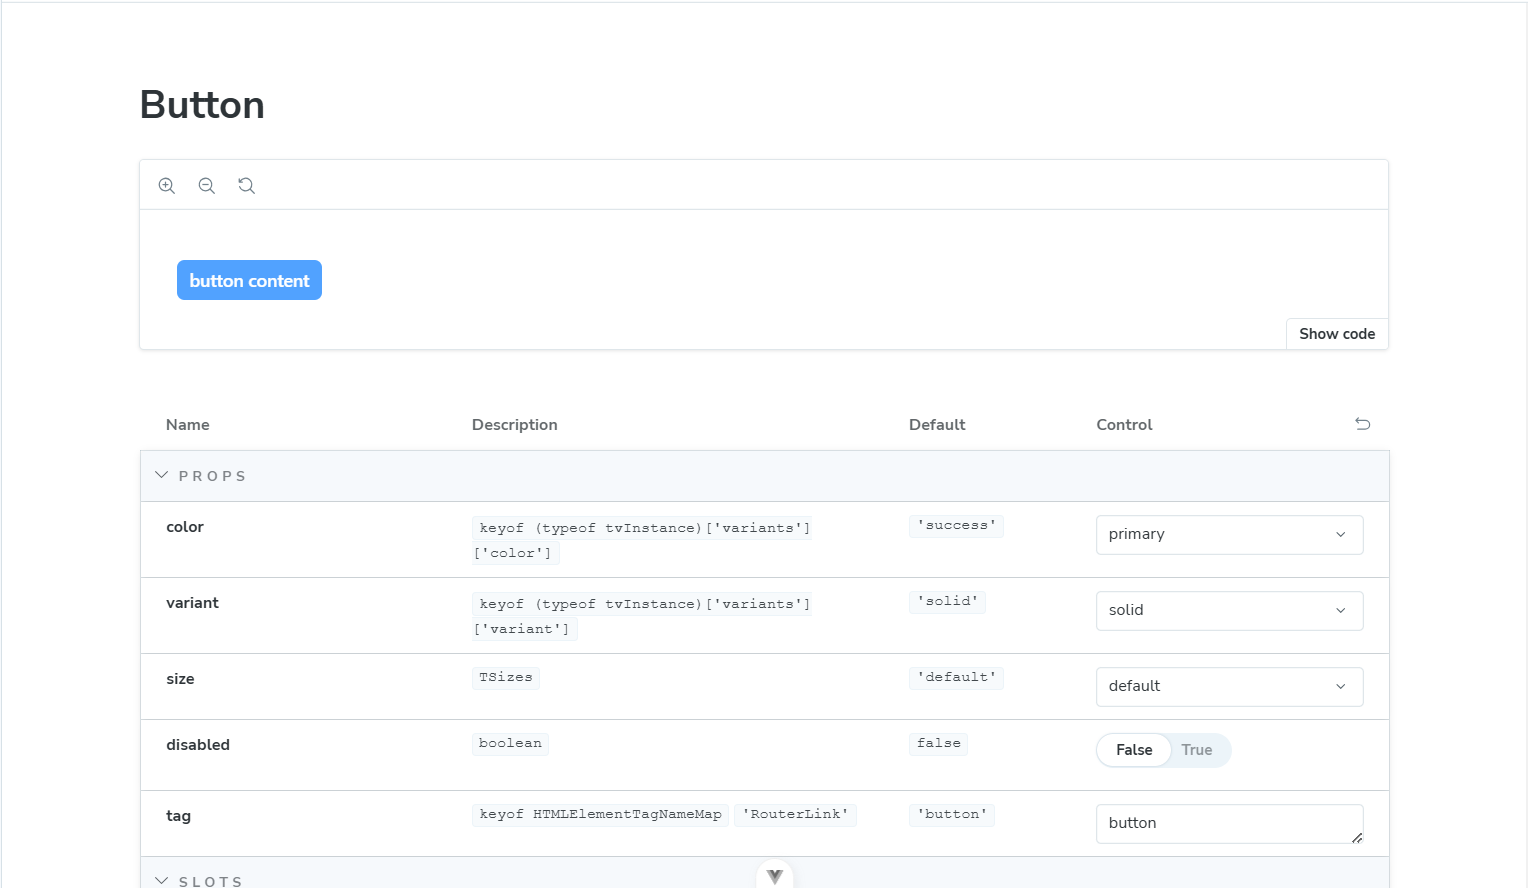 Button
button content
Show code
Name Description Default Control
PROPS
color keyof (typeof tvInstance)['variants'] 'success' primary
['color']
variant keyof (typeof tvInstance)['variants'] 'solid' solid
['variant']
size TSizes 'default' default
disabled boolean false False True
tag keyof HTMLElementTagNameMap 'RouterLink' 'button' button
SLOTS